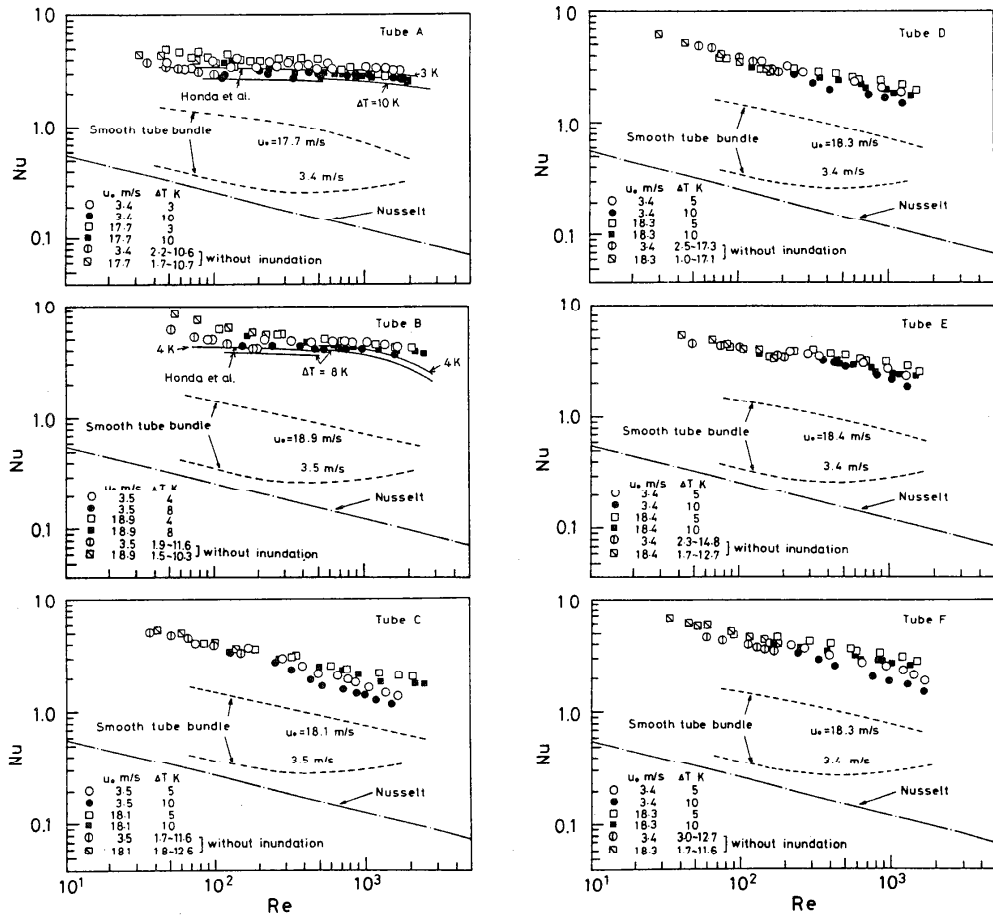 10
Tube A
3 K
Honda et al.
ΔT = 10 K
1.0
Smooth tube bundle
u∞ = 17.7 m/s
3.4 m/s
Nu
Nusselt
u∞ m/s ΔT K
○ 3.4 3
● 3.4 10
□ 17.7 3
■ 17.7 10
0.1
3.4 2.2~10.6
17.7 1.7~10.7
] without inundation
10
Tube B
4 K
Honda et al.
ΔT = 8 K
4 K
1.0
Smooth tube bundle
u∞=18.9 m/s
3.5 m/s
Nu
Nusselt
ΔT K
○ 3.5 4
● 3.5 8
□ 18.9 4
■ 18.9 8
0.1
3.5 1.9~11.6
18.9 1.5~10.3
] without inundation
10
Tube C
1.0
Smooth tube bundle
u∞=18.1 m/s
3.5 m/s
Nu
Nusselt
u∞ m/s ΔT K
○ 3.5 5
● 3.5 10
□ 18.1 5
■ 18.1 10
0.1
3.5 1.7~11.6
18.1 1.8~12.6
] without inundation
10¹ 10² 10³
Re
10
Tube D
1.0
Smooth tube bundle
u∞=18.3 m/s
3.4 m/s
Nu
Nusselt
u∞ m/s ΔT K
○ 3.4 5
● 3.4 10
□ 18.3 5
■ 18.3 10
0.1
3.4 2.5~17.3
18.3 1.0~17.1
] without inundation
10
Tube E
1.0
Smooth tube bundle
u∞=18.4 m/s
3.4 m/s
Nu
Nusselt
u∞ m/s ΔT K
○ 3.4 5
● 3.4 10
□ 18.4 5
■ 18.4 10
0.1
3.4 2.3~14.8
18.4 1.7~12.7
] without inundation
10
Tube F
1.0
Smooth tube bundle
u∞=18.3 m/s
3.4 m/s
Nu
Nusselt
u∞ m/s ΔT K
○ 3.4 5
● 3.4 10
□ 18.3 5
■ 18.3 10
0.1
3.4 3.0~12.7
18.3 1.7~11.6
] without inundation
10¹ 10² 10³
Re